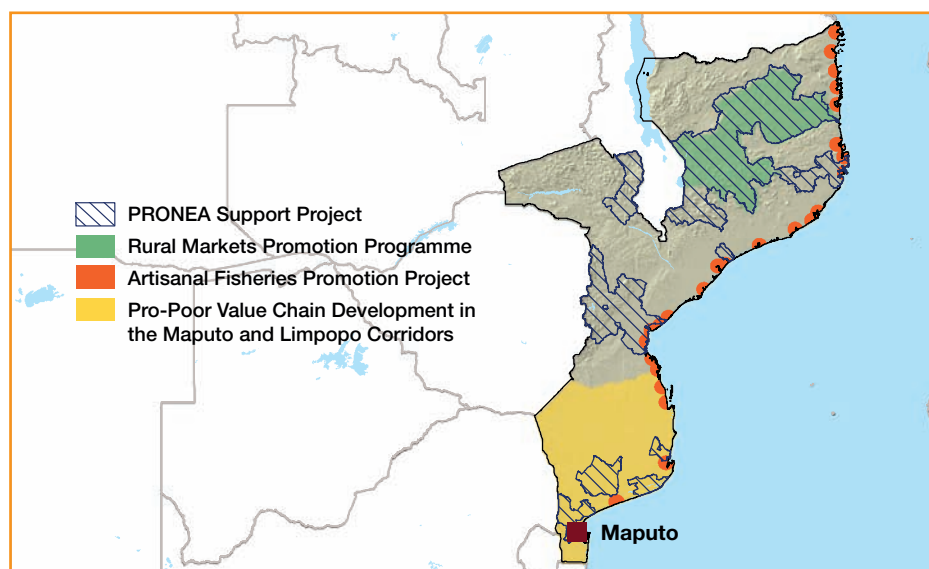 PRONEA Support Project
Rural Markets Promotion Programme
Artisanal Fisheries Promotion Project
Pro-Poor Value Chain Development in
the Maputo and Limpopo Corridors
Maputo